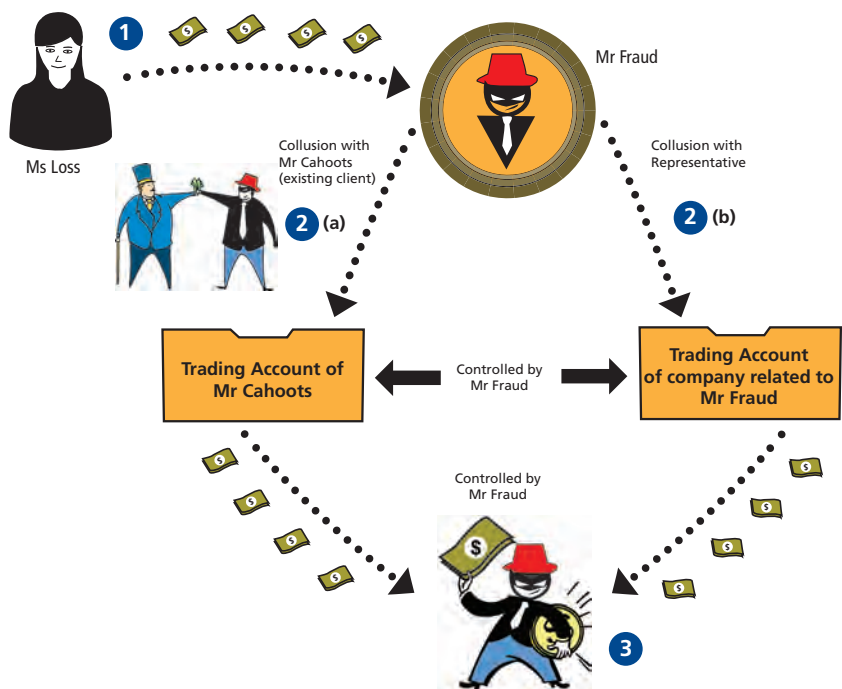 1
Mr Fraud
Ms Loss
Collusion with
Mr Cahoots
(existing client)
2 (a)
Collusion with
Representative
2 (b)
Trading Account of
Mr Cahoots
Controlled by
Mr Fraud
Trading Account
of company related to
Mr Fraud
$
$
$
$
$
$
$
$
$
$
$
$
Controlled by
Mr Fraud
$
3